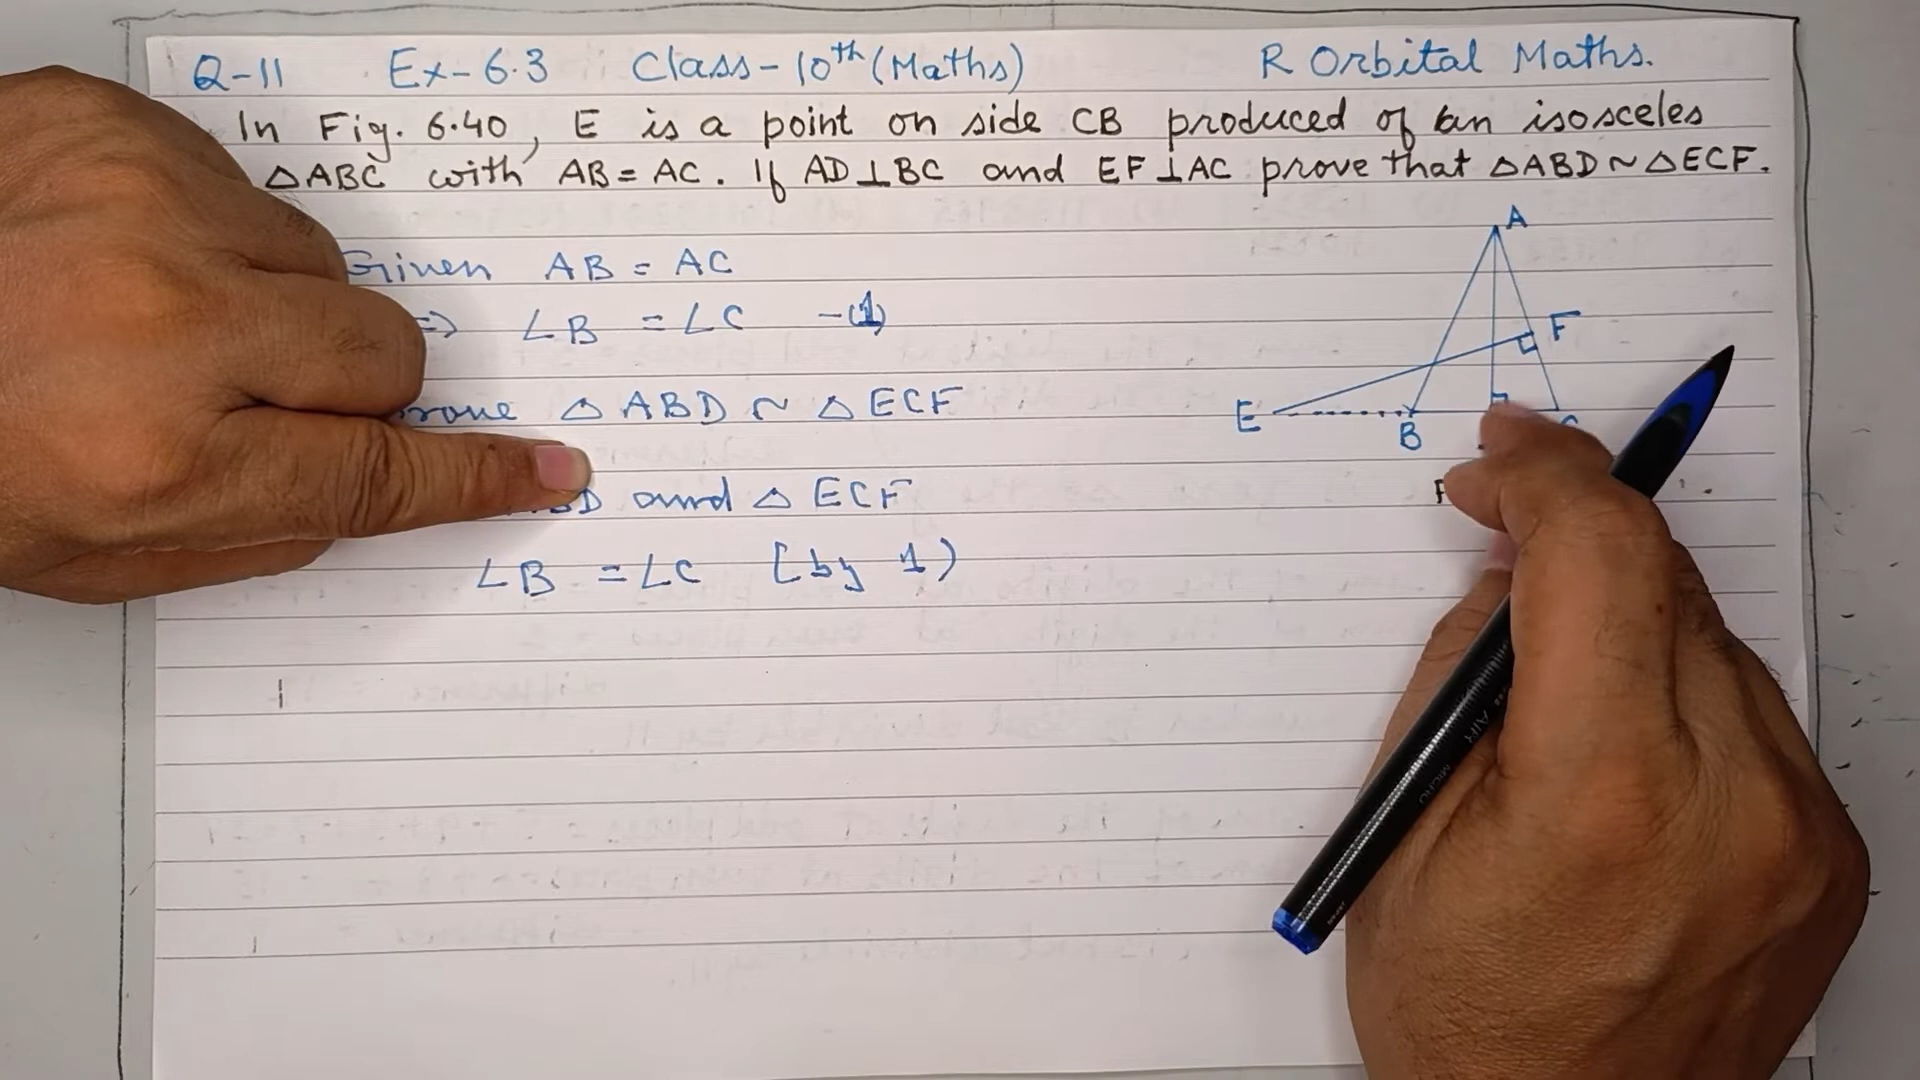 Q-11 Ex-6.3 Class-10th (Maths) R Orbital Maths.
In Fig. 6.40, E is a point on side CB produced of an isosceles
△ABC with AB = AC. If AD⊥BC and EF⊥AC prove that △ABD ~ △ECF.
A
Given AB = AC
⇒ ∠B = ∠C -(1)
F
△ABD ~ △ECF
E
B
and △ECF
∠B = ∠C [by 1)